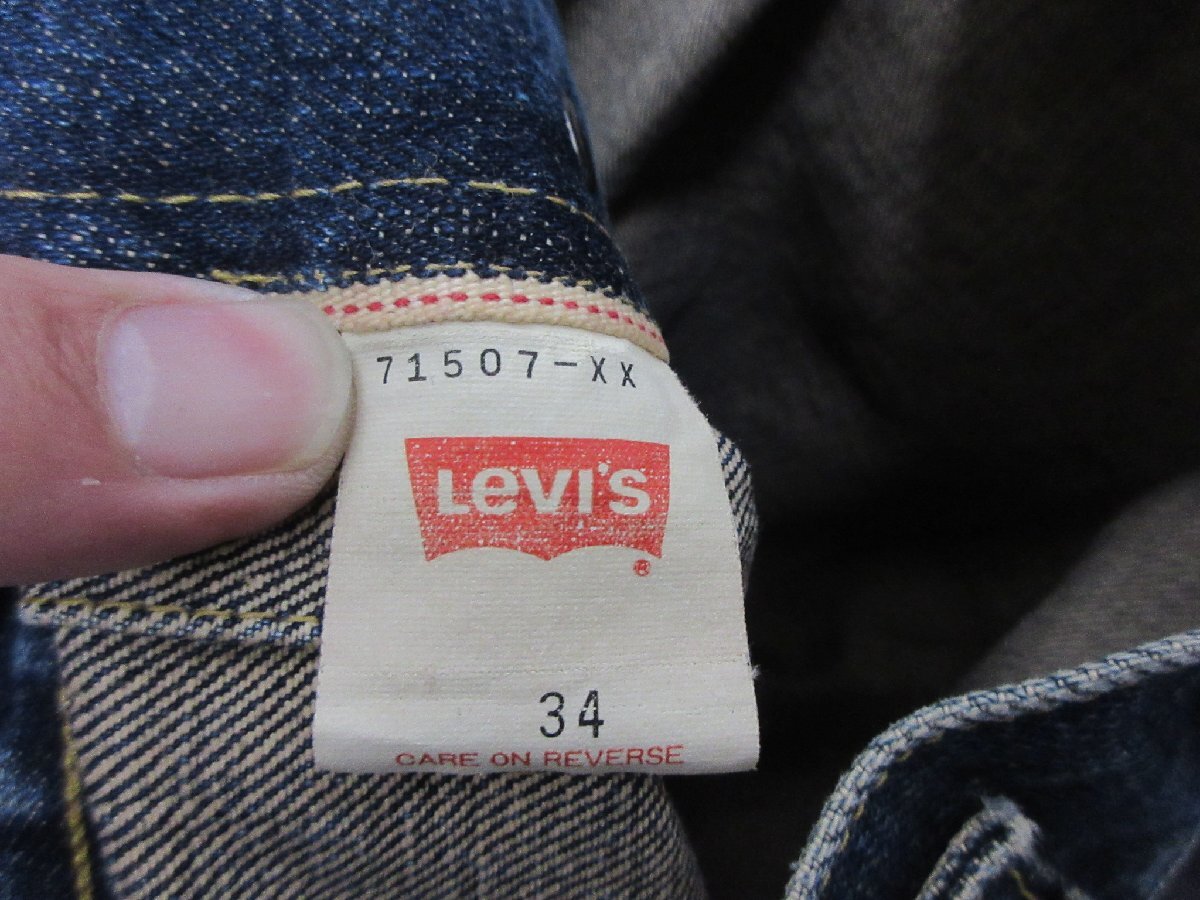 71507-XX
LEVI'S
®
34
CARE ON REVERSE